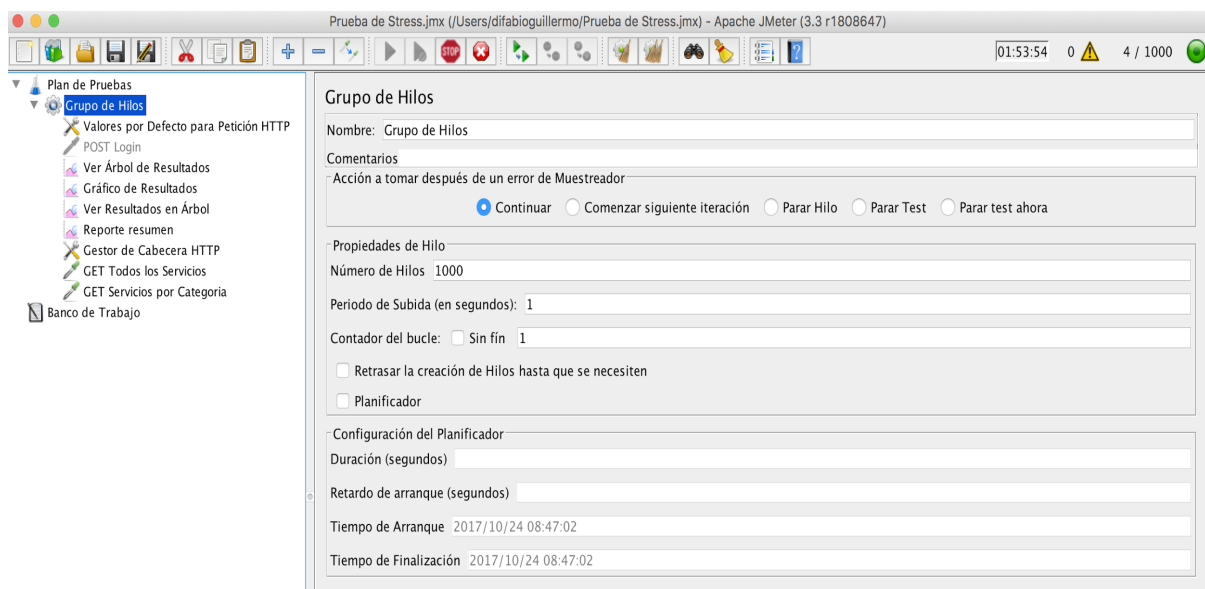 Prueba de Stress.jmx (/Users/difabioguillermo/Prueba de Stress.jmx) - Apache JMeter (3.3 r1808647)
STOP
01:53:54 0 4 / 1000
Plan de Pruebas
Grupo de Hilos
Valores por Defecto para Petición HTTP
POST Login
Ver Árbol de Resultados
Gráfico de Resultados
Ver Resultados en Árbol
Reporte resumen
Gestor de Cabecera HTTP
GET Todos los Servicios
GET Servicios por Categoria
Banco de Trabajo
Grupo de Hilos
Nombre: Grupo de Hilos
Comentarios
Acción a tomar después de un error de Muestreador
Continuar Comenzar siguiente iteración Parar Hilo Parar Test Parar test ahora
Propiedades de Hilo
Número de Hilos 1000
Periodo de Subida (en segundos): 1
Contador del bucle: Sin fín 1
Retrasar la creación de Hilos hasta que se necesiten
Planificador
Configuración del Planificador
Duración (segundos)
Retardo de arranque (segundos)
Tiempo de Arranque 2017/10/24 08:47:02
Tiempo de Finalización 2017/10/24 08:47:02